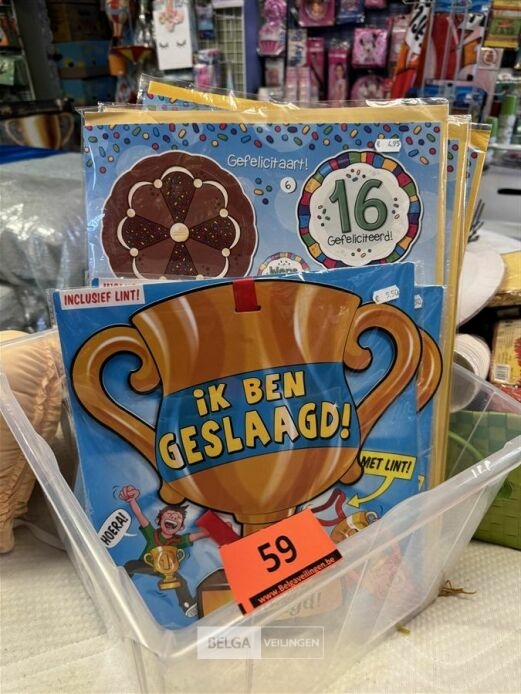 € 4,95
Gefelicitaart!
6
16
Gefeliciteerd!
INCLUSIEF LINT!
€ 5.50
iK BEN
GESLAAGD!
MET LINT!
HOERA!
59
www.Belgaveilingen.be
BELGA VEILINGEN